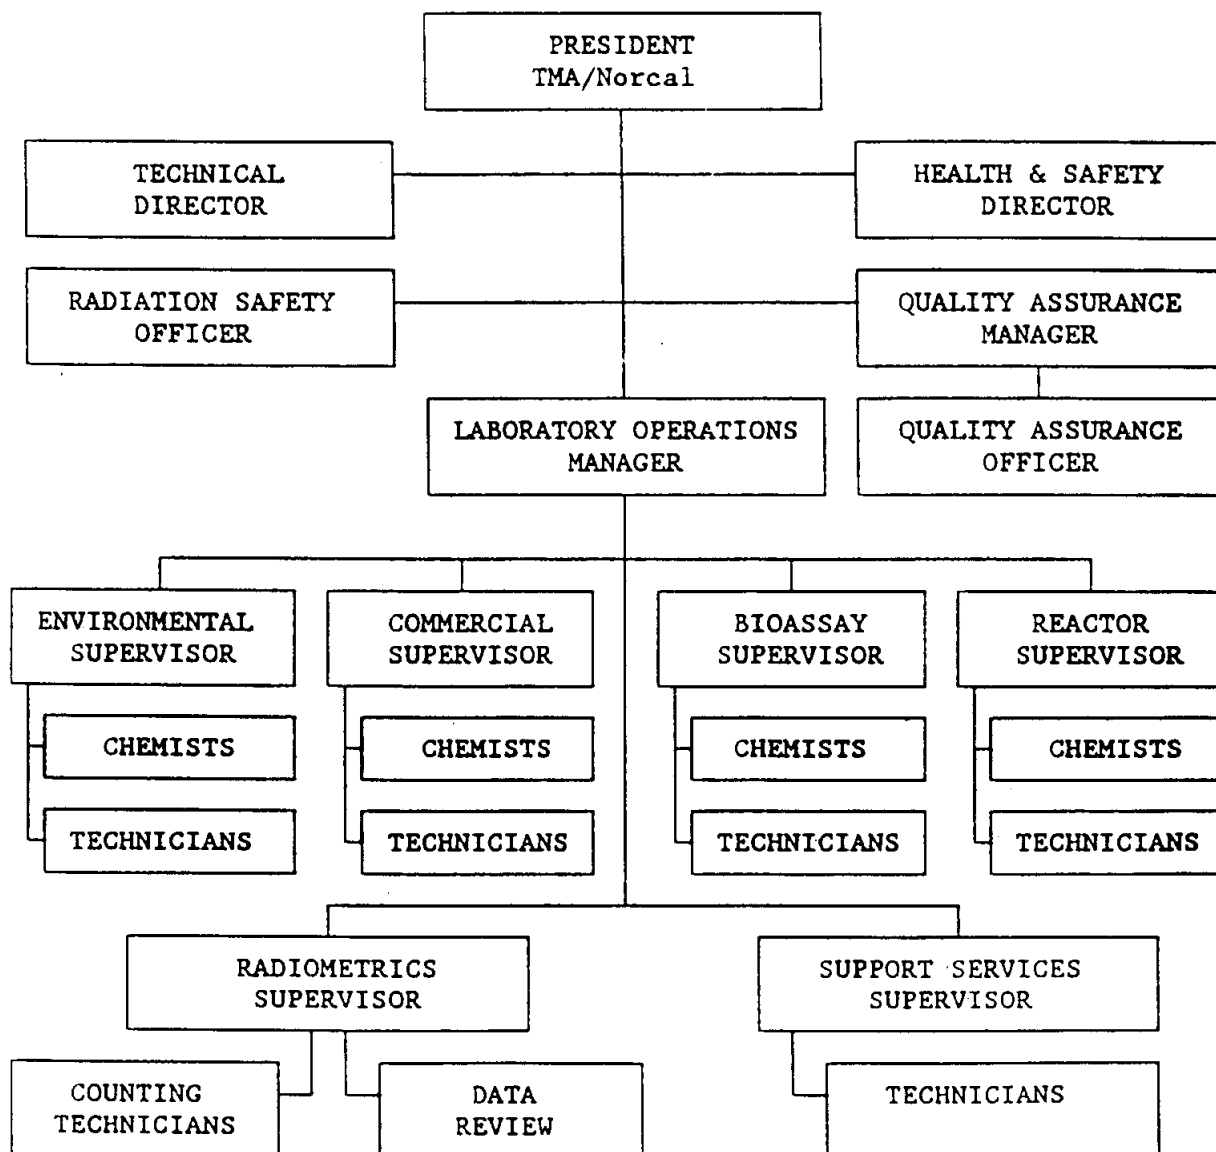 PRESIDENT
TMA/Norcal
TECHNICAL
DIRECTOR
HEALTH & SAFETY
DIRECTOR
RADIATION SAFETY
OFFICER
QUALITY ASSURANCE
MANAGER
LABORATORY OPERATIONS
MANAGER
QUALITY ASSURANCE
OFFICER
ENVIRONMENTAL
SUPERVISOR
COMMERCIAL
SUPERVISOR
BIOASSAY
SUPERVISOR
REACTOR
SUPERVISOR
CHEMISTS
CHEMISTS
CHEMISTS
CHEMISTS
TECHNICIANS
TECHNICIANS
TECHNICIANS
TECHNICIANS
RADIOMETRICS
SUPERVISOR
SUPPORT SERVICES
SUPERVISOR
COUNTING
TECHNICIANS
DATA
REVIEW
TECHNICIANS